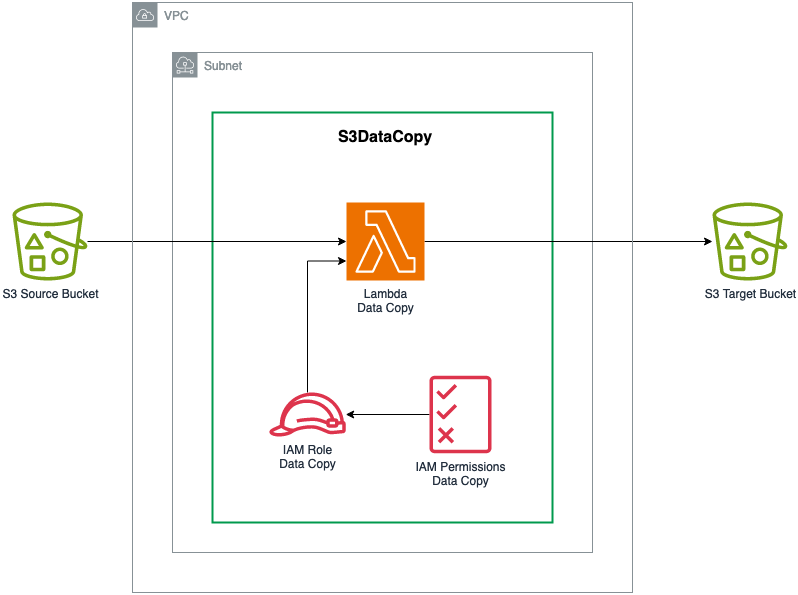 VPC
Subnet
S3DataCopy
S3 Source Bucket
Lambda
Data Copy
S3 Target Bucket
IAM Role
Data Copy
IAM Permissions
Data Copy